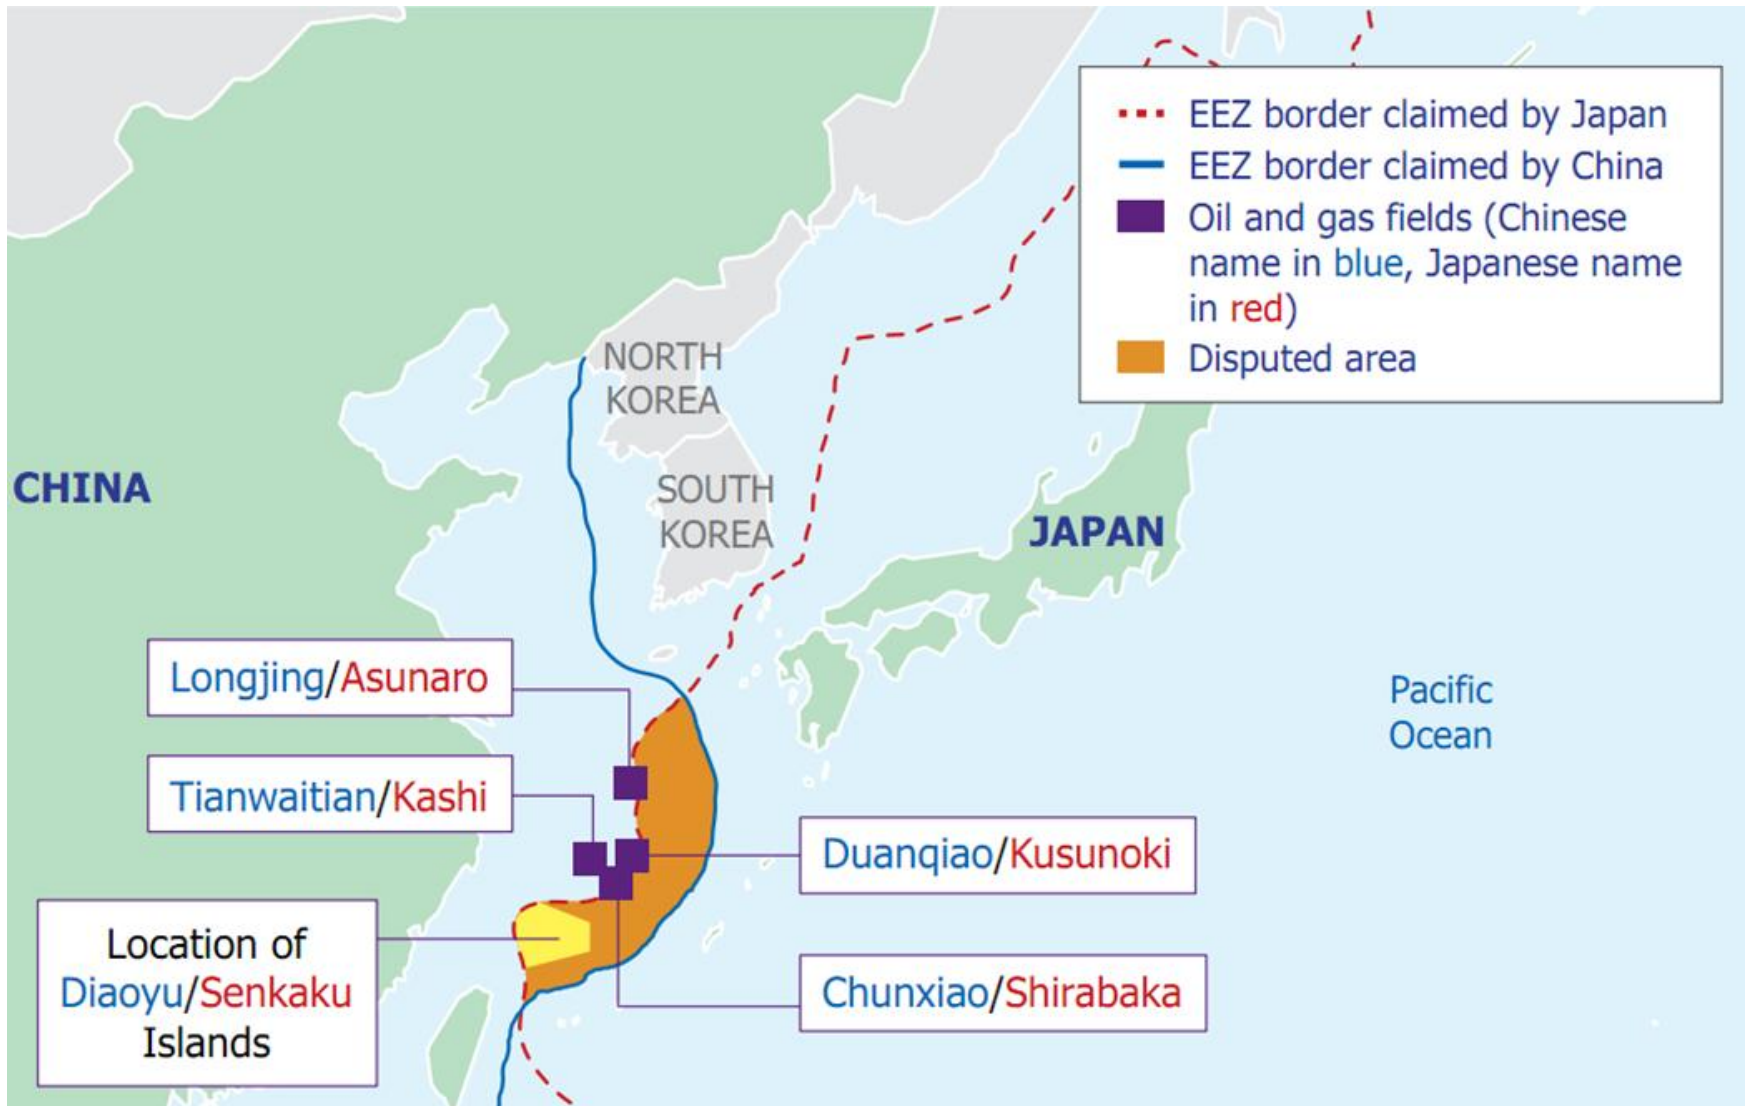 EEZ border claimed by Japan
EEZ border claimed by China
Oil and gas fields (Chinese
name in blue, Japanese name
in red)
Disputed area
NORTH
KOREA
CHINA
SOUTH
KOREA
JAPAN
Longjing/Asunaro
Pacific
Ocean
Tianwaitian/Kashi
Duanqiao/Kusunoki
Location of
Diaoyu/Senkaku
Islands
Chunxiao/Shirabaka